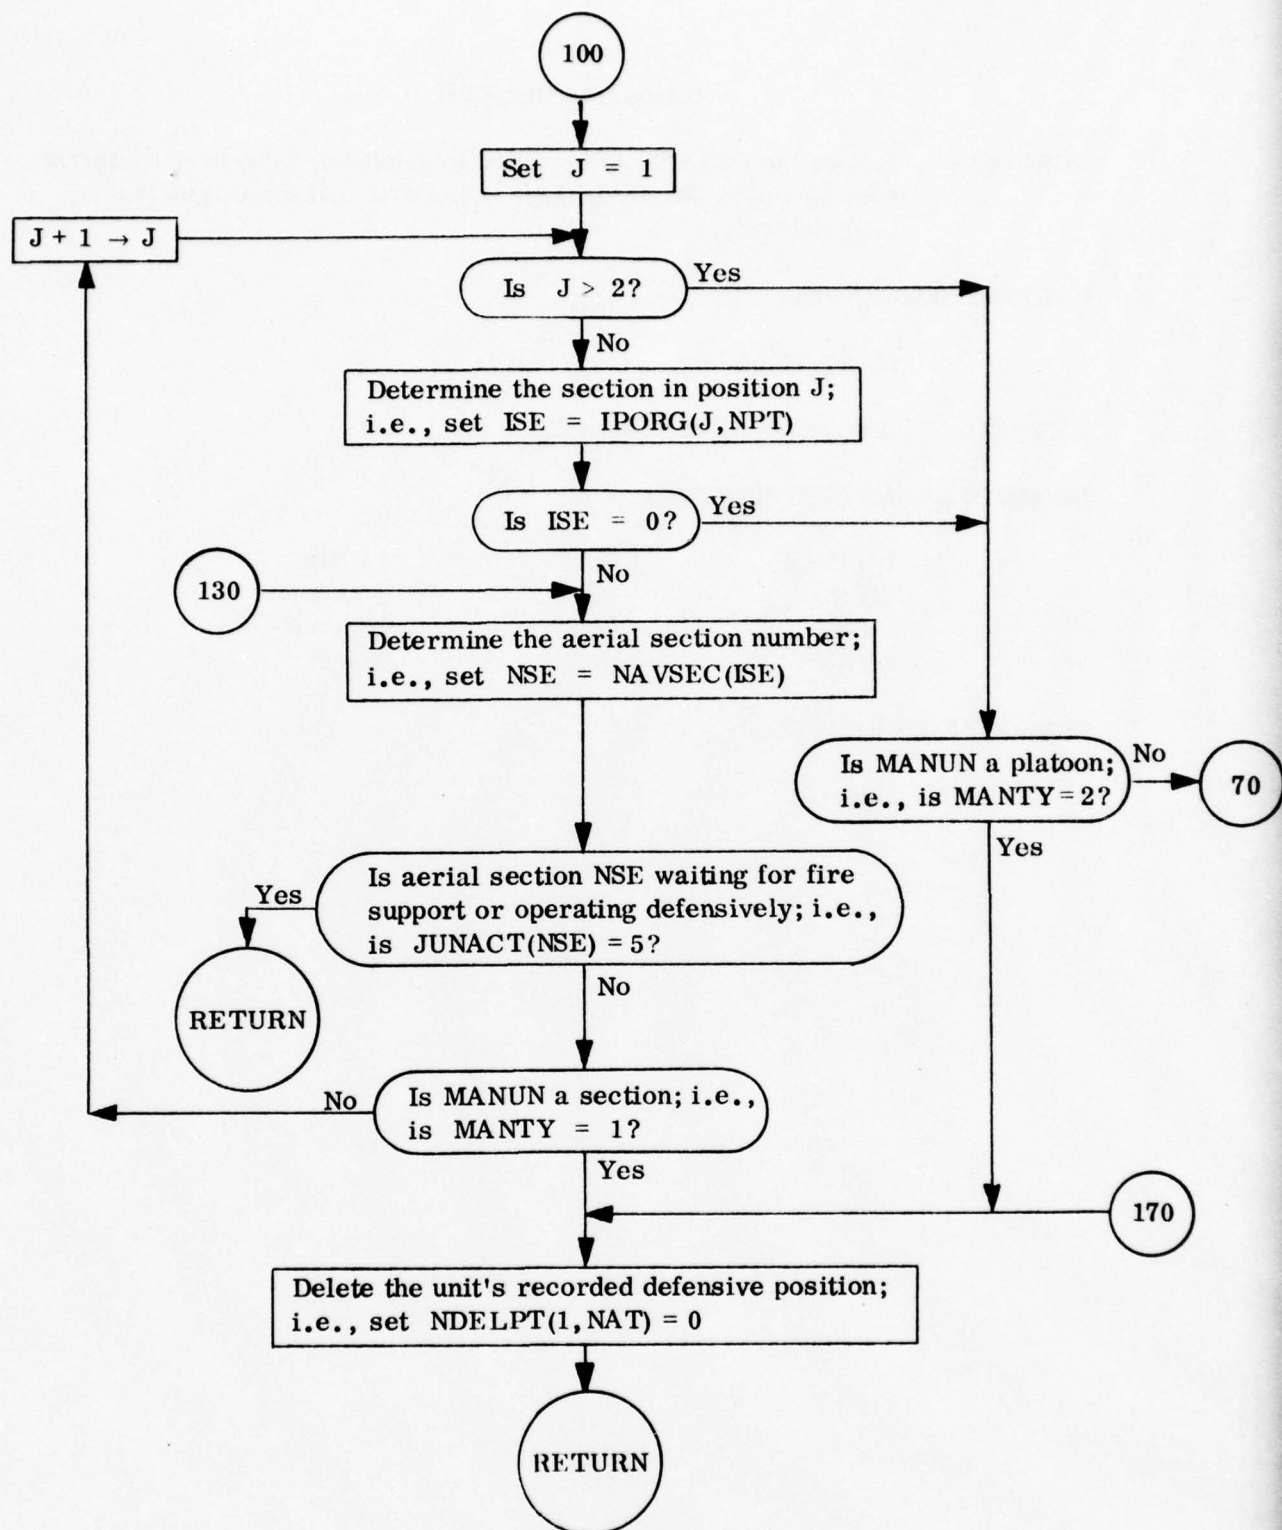 100
Set J = 1
J + 1 → J
Is J > 2?
Yes
No
Determine the section in position J;
i.e., set ISE = IPORG(J,NPT)
Is ISE = 0?
Yes
No
130
Determine the aerial section number;
i.e., set NSE = NAVSEC(ISE)
Is MANUN a platoon;
i.e., is MANTY = 2?
No
70
Yes
Is aerial section NSE waiting for fire
support or operating defensively; i.e.,
is JUNACT(NSE) = 5?
Yes
RETURN
No
Is MANUN a section; i.e.,
is MANTY = 1?
No
Yes
170
Delete the unit's recorded defensive position;
i.e., set NDELPT(1,NAT) = 0
RETURN